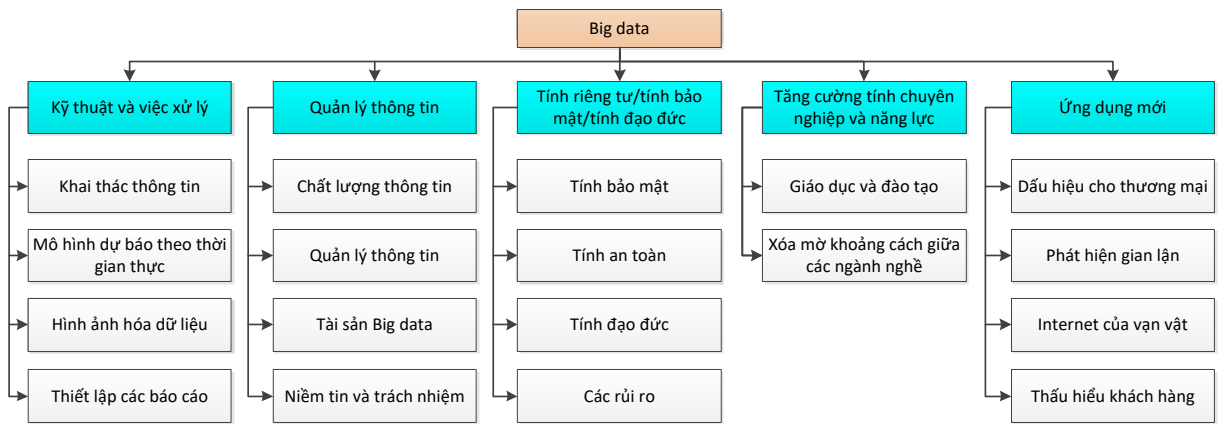 Big data
Kỹ thuật và việc xử lý
Khai thác thông tin
Mô hình dự báo theo thời
gian thực
Hình ảnh hóa dữ liệu
Thiết lập các báo cáo
Quản lý thông tin
Chất lượng thông tin
Quản lý thông tin
Tài sản Big data
Niềm tin và trách nhiệm
Tính riêng tư/tính bảo
mật/tính đạo đức
Tính bảo mật
Tính an toàn
Tính đạo đức
Các rủi ro
Tăng cường tính chuyên
nghiệp và năng lực
Giáo dục và đào tạo
Xóa mờ khoảng cách giữa
các ngành nghề
Ứng dụng mới
Dấu hiệu cho thương mại
Phát hiện gian lận
Internet của vạn vật
Thấu hiểu khách hàng